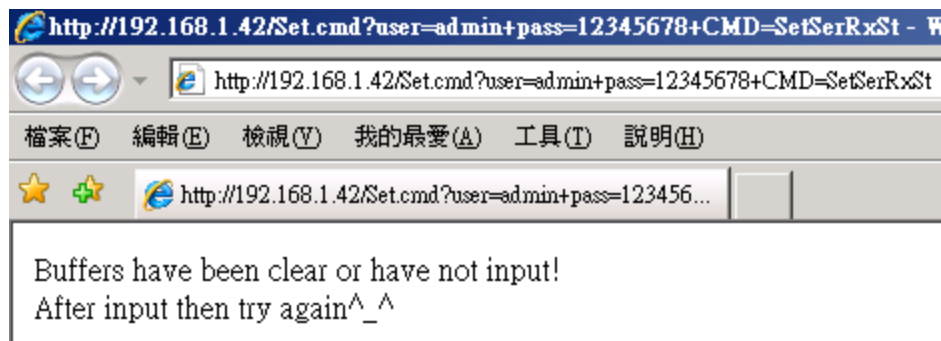 http://192.168.1.42/Set.cmd?user=admin+pass=12345678+CMD=SetSerRxSt - W
http://192.168.1.42/Set.cmd?user=admin+pass=12345678+CMD=SetSerRxSt
檔案(F) 編輯(E) 檢視(V) 我的最愛(A) 工具(T) 說明(H)
http://192.168.1.42/Set.cmd?user=admin+pass=123456...
Buffers have been clear or have not input!
After input then try again^_^